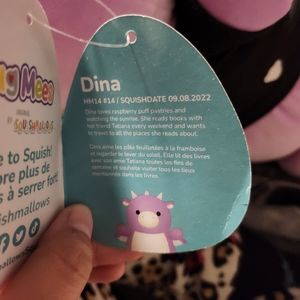 ug Mees
SQUISHMALLOWS
e to Squish!
ore plus de
s à serrer fort!
ishmallows
Dina
HM14 #14 / SQUISHDATE 09.08.2022
Dina loves raspberry puff pastries and
watching the sunrise. She reads books with
her friend Tatiana every weekend and wants
to travel to all the places she reads about.
Dina aime les pâte feuilletées à la framboise
et regarder le lever du soleil. Elle lit des livres
avec son amie Tatiana toutes les fins de
semaine et souhaite visiter tous les lieux
mentionnés dans les livres.